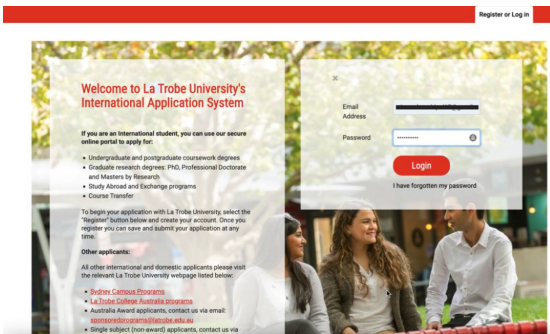 Register or Log in
Welcome to La Trobe University's
International Application System
If you are an International student, you can use our secure
online portal to apply for:
• Undergraduate and postgraduate coursework degrees
• Graduate research degrees: PhD, Professional Doctorate
and Masters by Research
• Study Abroad and Exchange programs
• Course Transfer
To begin your application with La Trobe University, select the
"Register" button below and create your account. Once you
register you can save and submit your application at any
time.
Other applicants:
All other international and domestic applicants please visit
the relevant La Trobe University webpage listed below:
• Sydney Campus Programs
• La Trobe College Australia programs
• Australia Award applicants, contact us via email:
sponsoredprograms@latrobe.edu.au
• Single subject (non-award) applicants, contact us via
×
Email
Address
Password ··········
Login
I have forgotten my password